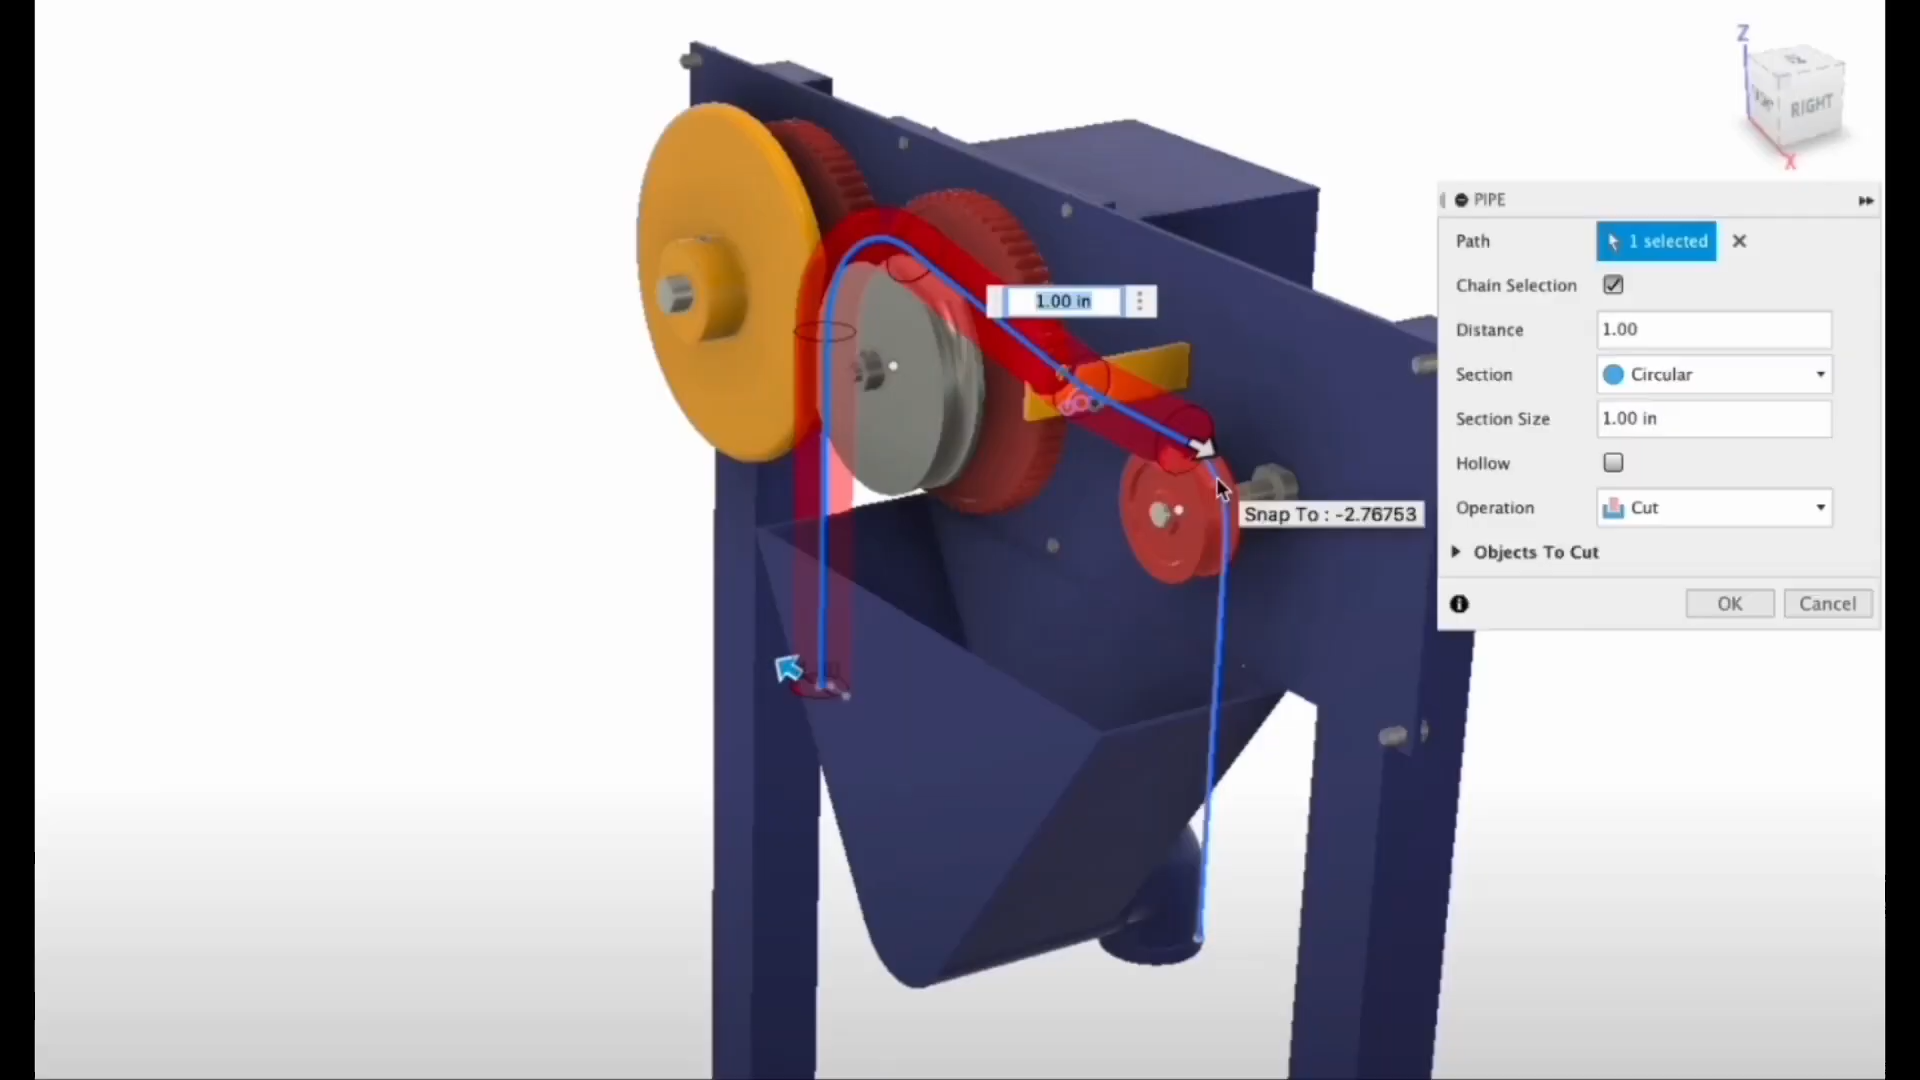 Z
RIGHT
X
PIPE
Path
1 selected
Chain Selection
Distance
1.00
Section
Circular
Section Size
1.00 in
Hollow
Operation
Cut
Objects To Cut
OK
Cancel
1.00 in
Snap To : -2.76753